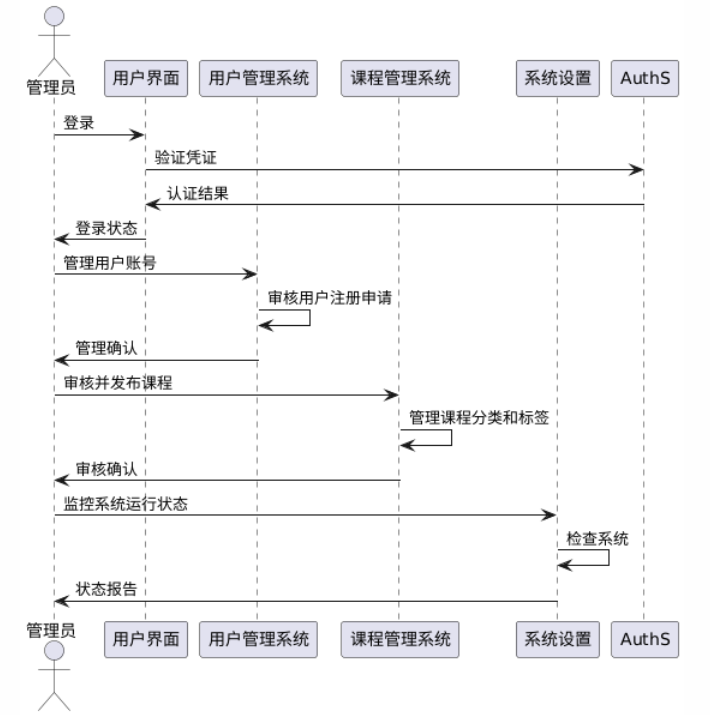 管理员
用户界面
用户管理系统
课程管理系统
系统设置
AuthS
登录
验证凭证
认证结果
登录状态
管理用户账号
审核用户注册申请
管理确认
审核并发布课程
管理课程分类和标签
审核确认
监控系统运行状态
检查系统
状态报告
管理员
用户界面
用户管理系统
课程管理系统
系统设置
AuthS